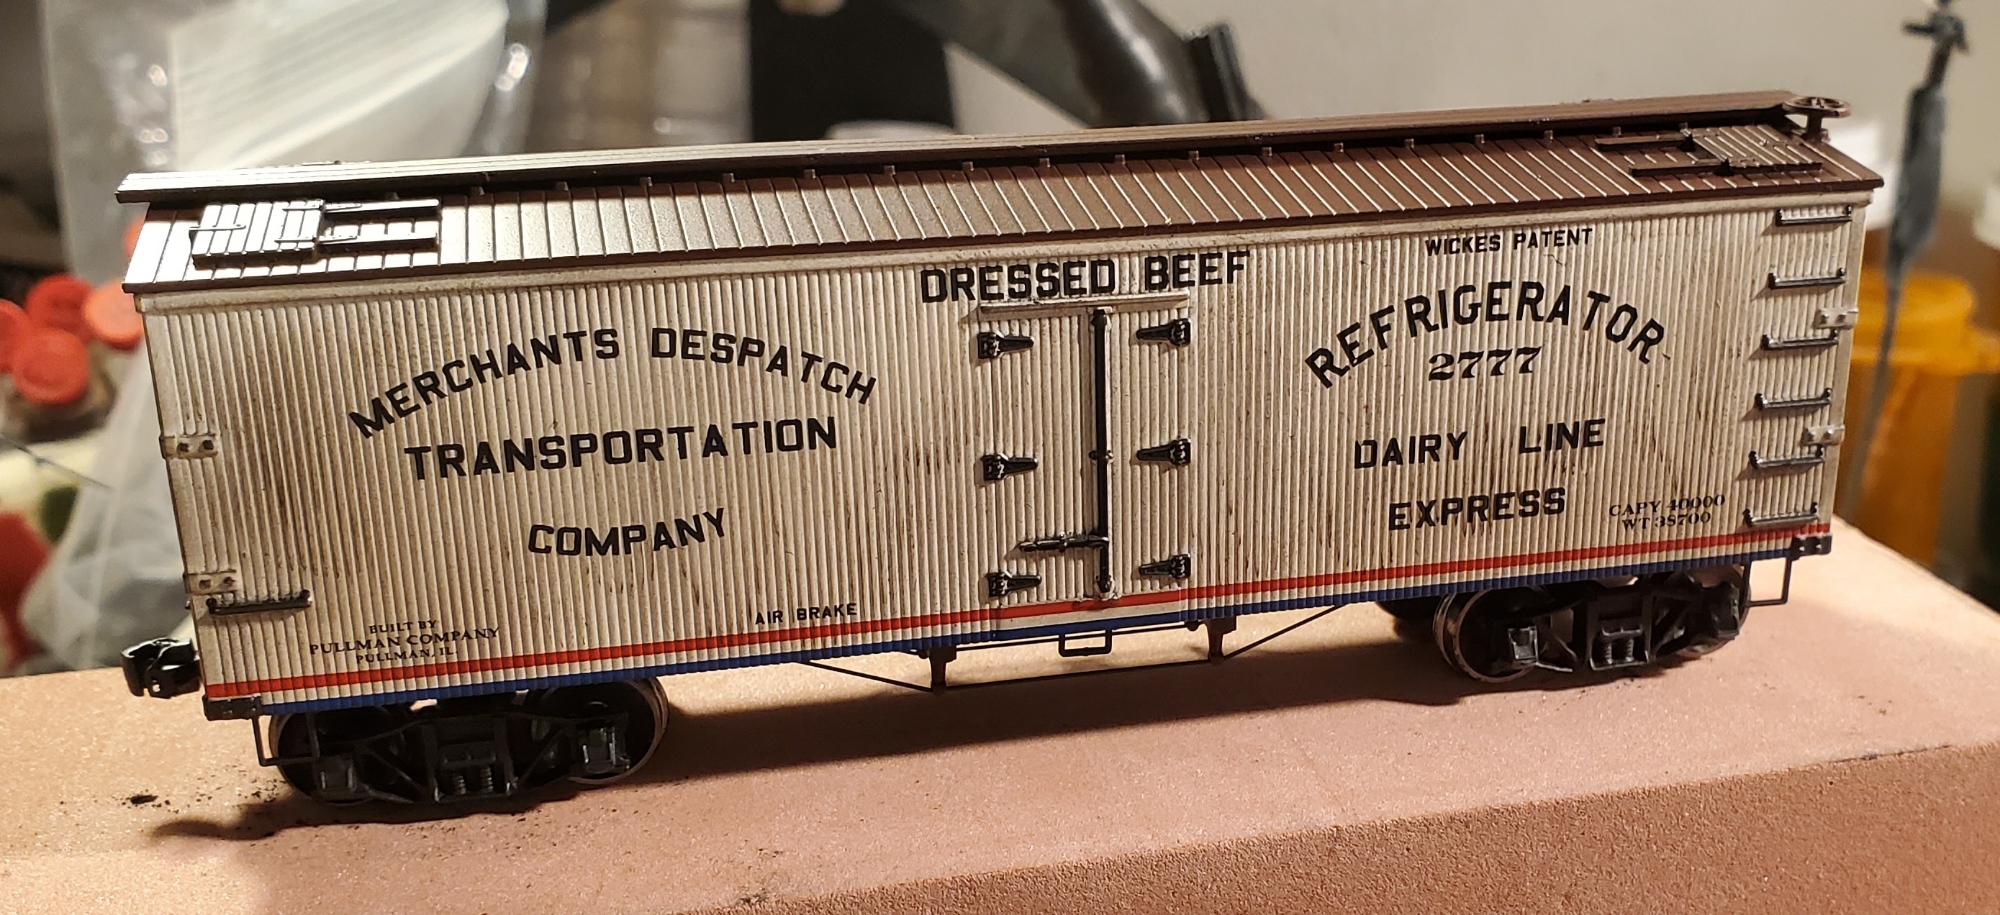 DRESSED BEEF
MERCHANTS DESPATCH
TRANSPORTATION
COMPANY
BUILT BY
PULLMAN COMPANY
PULLMAN, IL.
AIR BRAKE
WICKES PATENT
REFRIGERATOR
2777
DAIRY LINE
EXPRESS
CAPY 40000
WT 38700